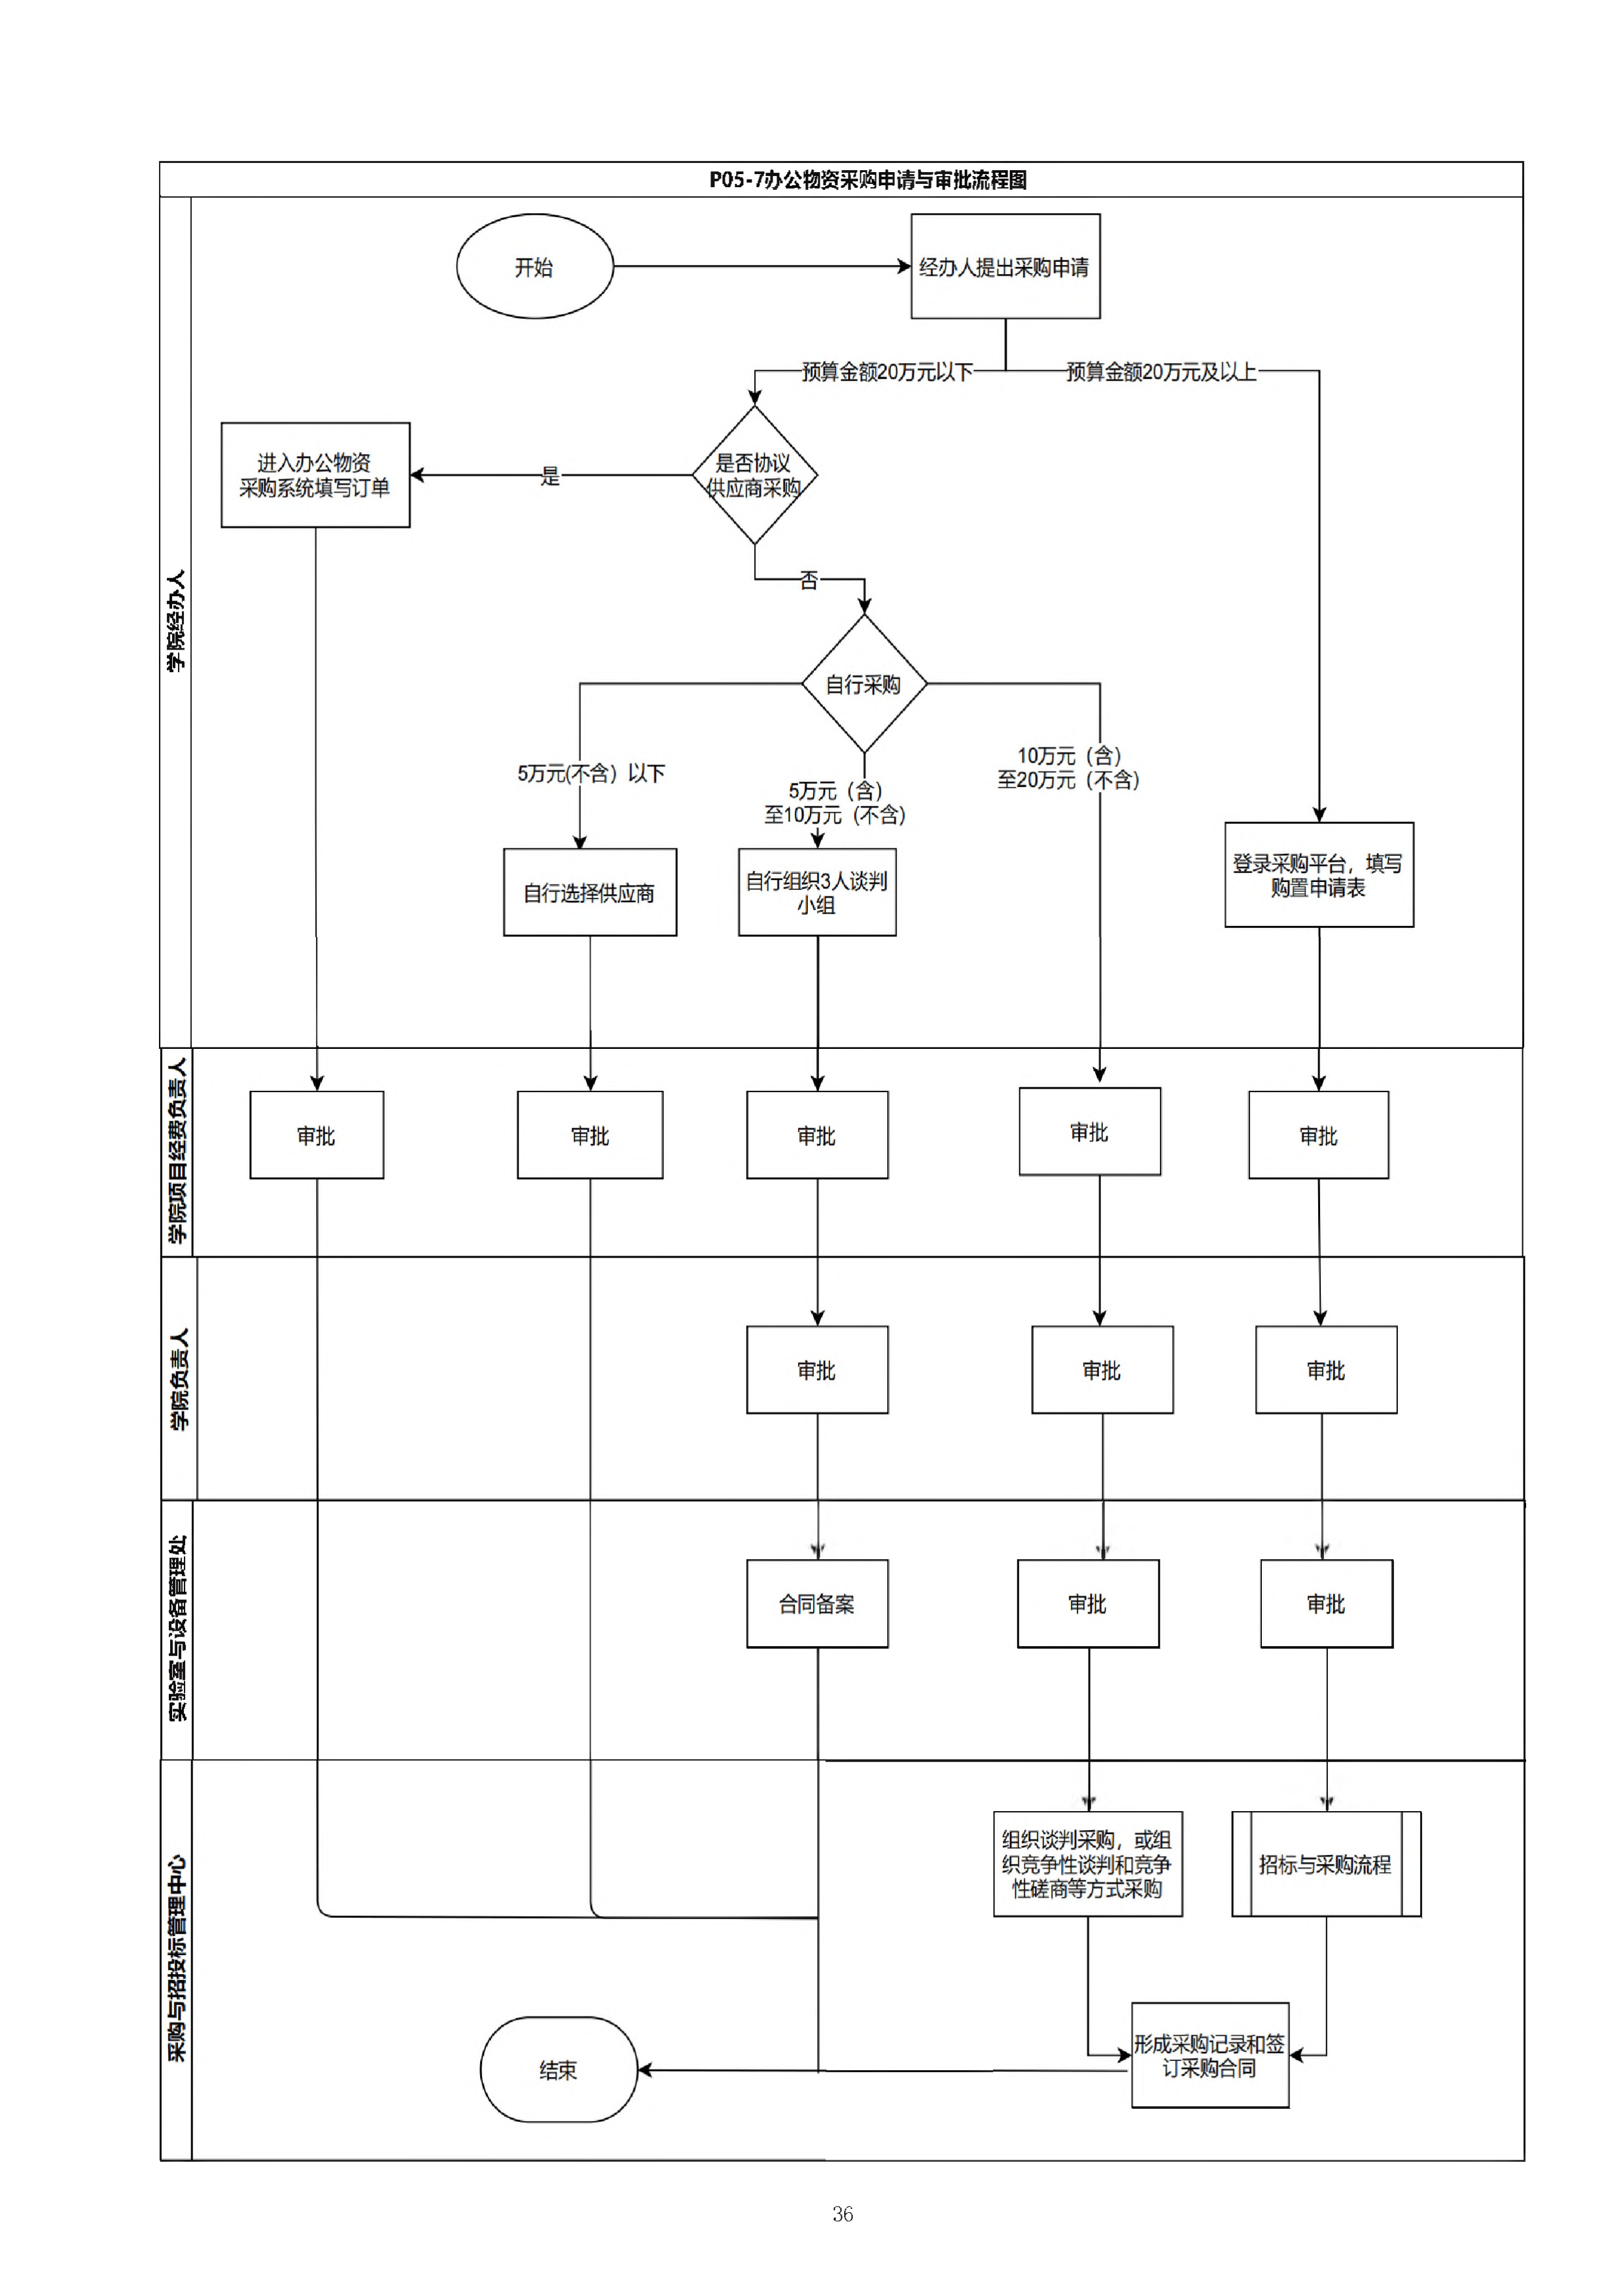 P05-7办公物资采购申请与审批流程图
学院经办人
开始
经办人提出采购申请
预算金额20万元以下
预算金额20万元及以上
进入办公物资
采购系统填写订单
是
是否协议
供应商采购
否
自行采购
5万元(不含）以下
5万元（含）
至10万元（不含）
10万元（含）
至20万元（不含）
自行选择供应商
自行组织3人谈判
小组
登录采购平台，填写
购置申请表
学院项目经费负责人
审批
审批
审批
审批
审批
学院负责人
审批
审批
审批
实验室与设备管理处
合同备案
审批
审批
采购与招投标管理中心
组织谈判采购，或组
织竞争性谈判和竞争
性磋商等方式采购
招标与采购流程
形成采购记录和签
订采购合同
结束
36